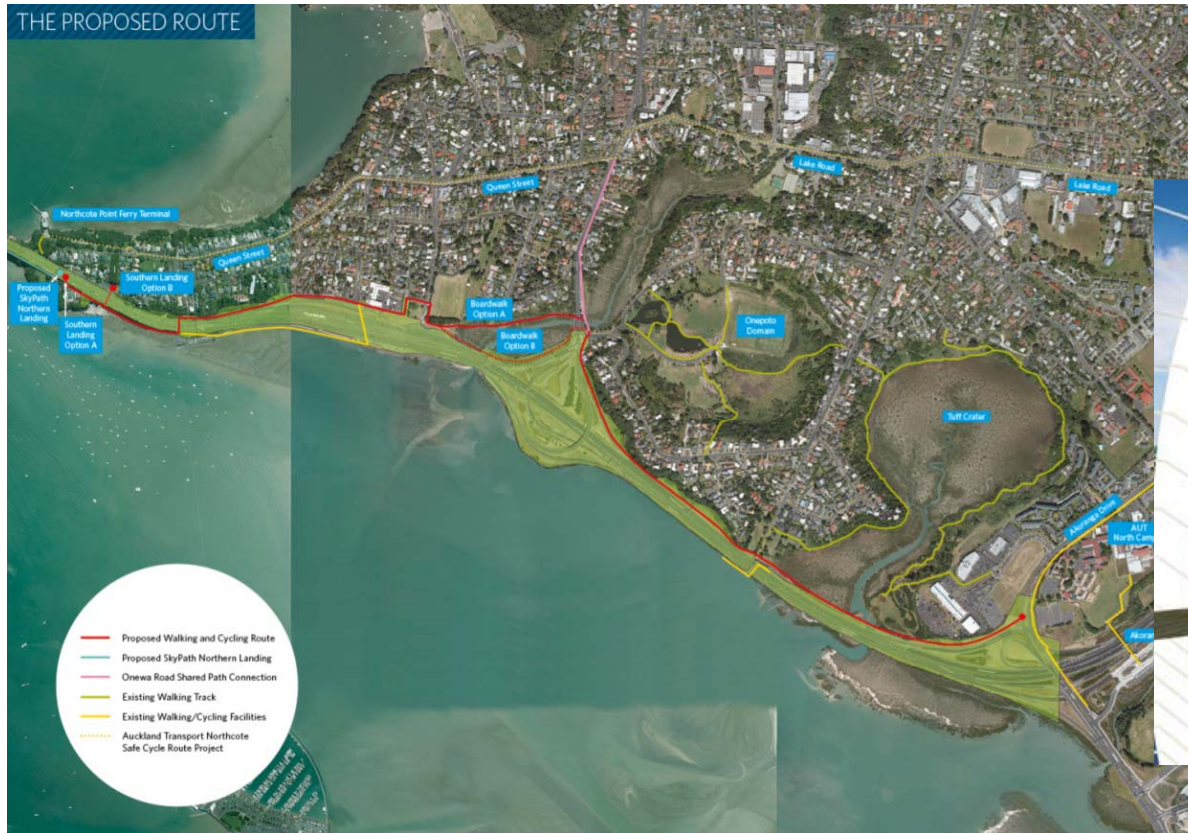 THE PROPOSED ROUTE
Lake Road
Lake Road
Queen Street
Northcote Point Ferry Terminal
Queen Street
Southern Landing
Option B
Proposed
SkyPath
Northern
Landing
Southern
Landing
Option A
Boardwalk
Option A
Boardwalk
Option B
Onepoto
Domain
Tuff Crater
Akoranga Drive
AUT
North Camp
Akoran
Proposed Walking and Cycling Route
Proposed SkyPath Northern Landing
Onewa Road Shared Path Connection
Existing Walking Track
Existing Walking/Cycling Facilities
Auckland Transport Northcote
Safe Cycle Route Project